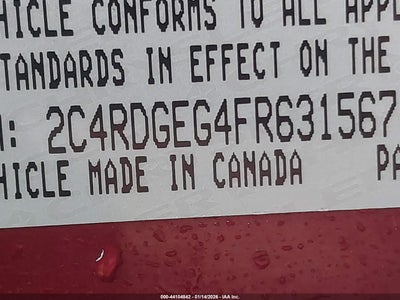 HICLE CONFORMS TO ALL APPL
TANDARDS IN EFFECT ON THE
: 2C4RDGEG4FR631567
HICLE MADE IN CANADA PA
000-44104842 - 01/14/2026 - IAA Inc.